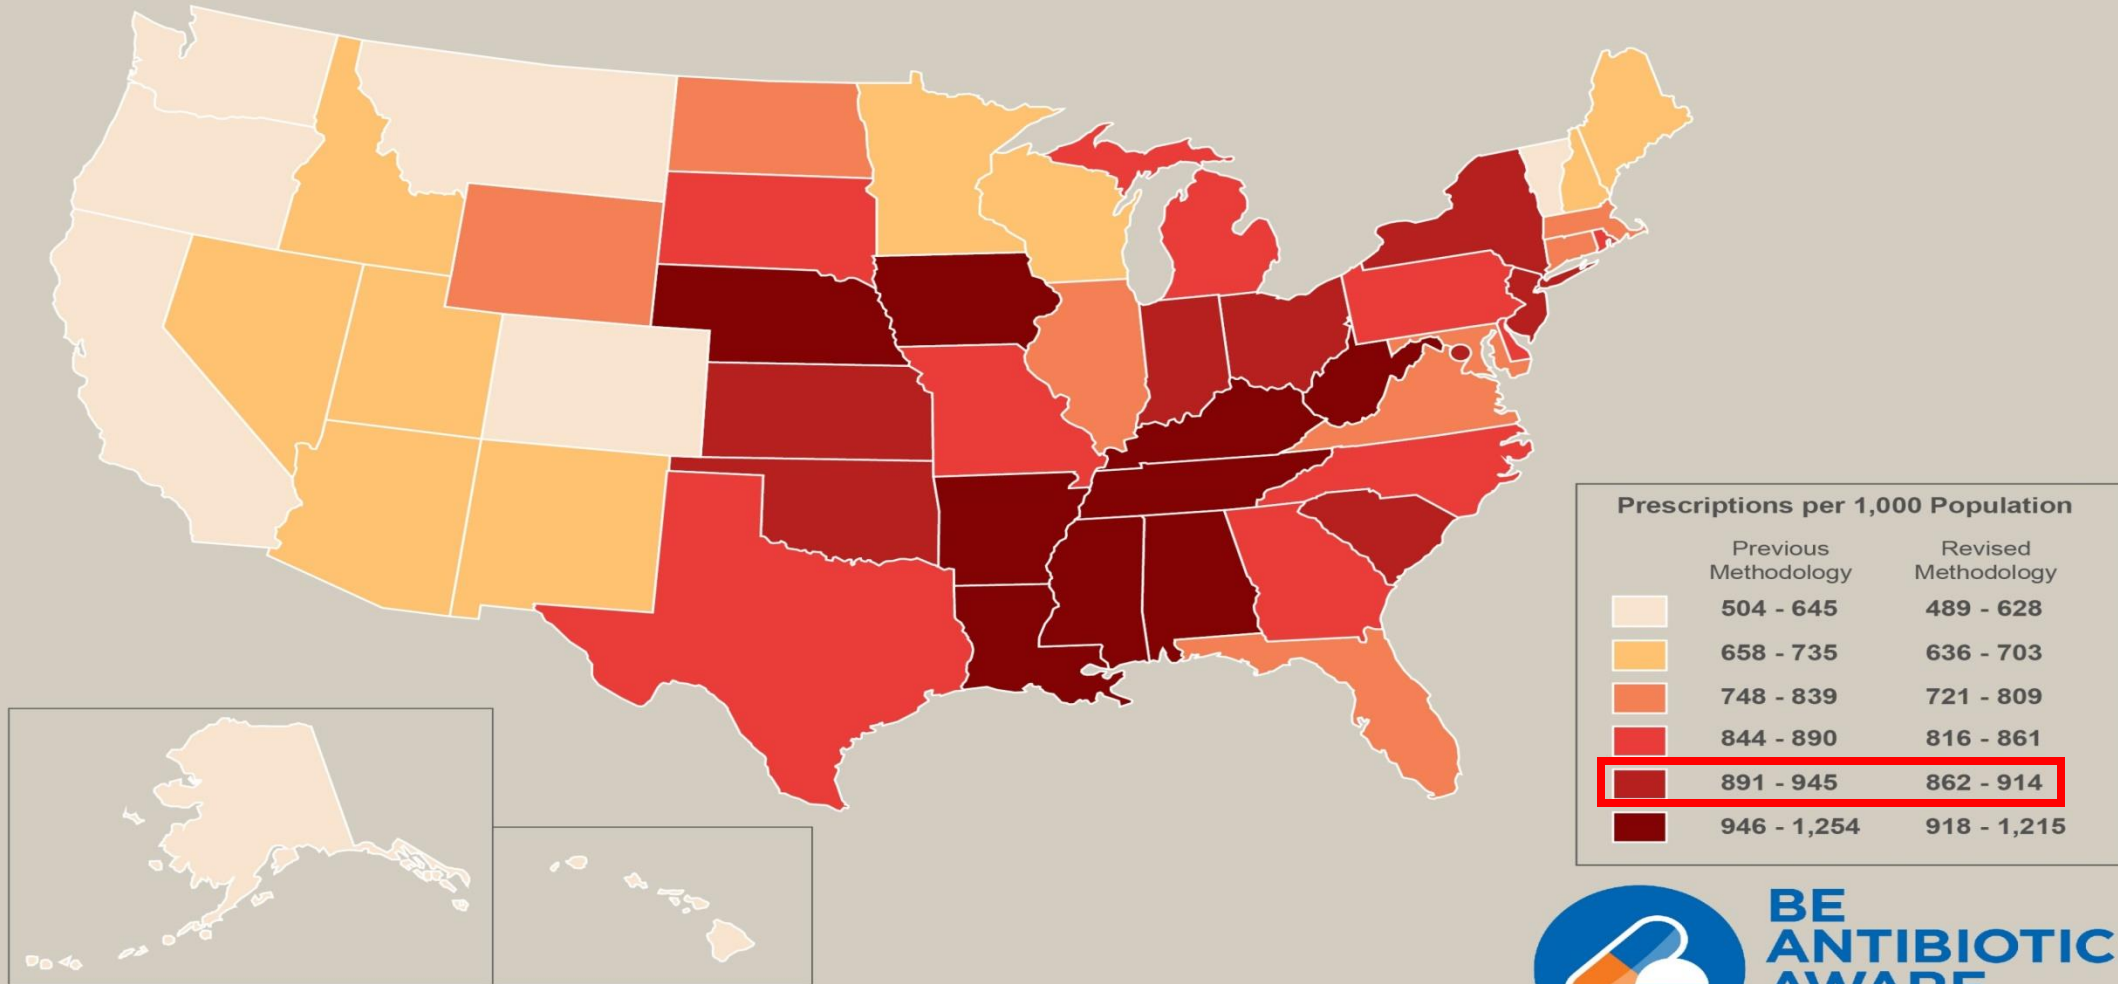 Prescriptions per 1,000 Population
Previous Methodology Revised Methodology
504 - 645 489 - 628
658 - 735 636 - 703
748 - 839 721 - 809
844 - 890 816 - 861
891 - 945 862 - 914
946 - 1,254 918 - 1,215
BE
ANTIBIOTIC
AWARE